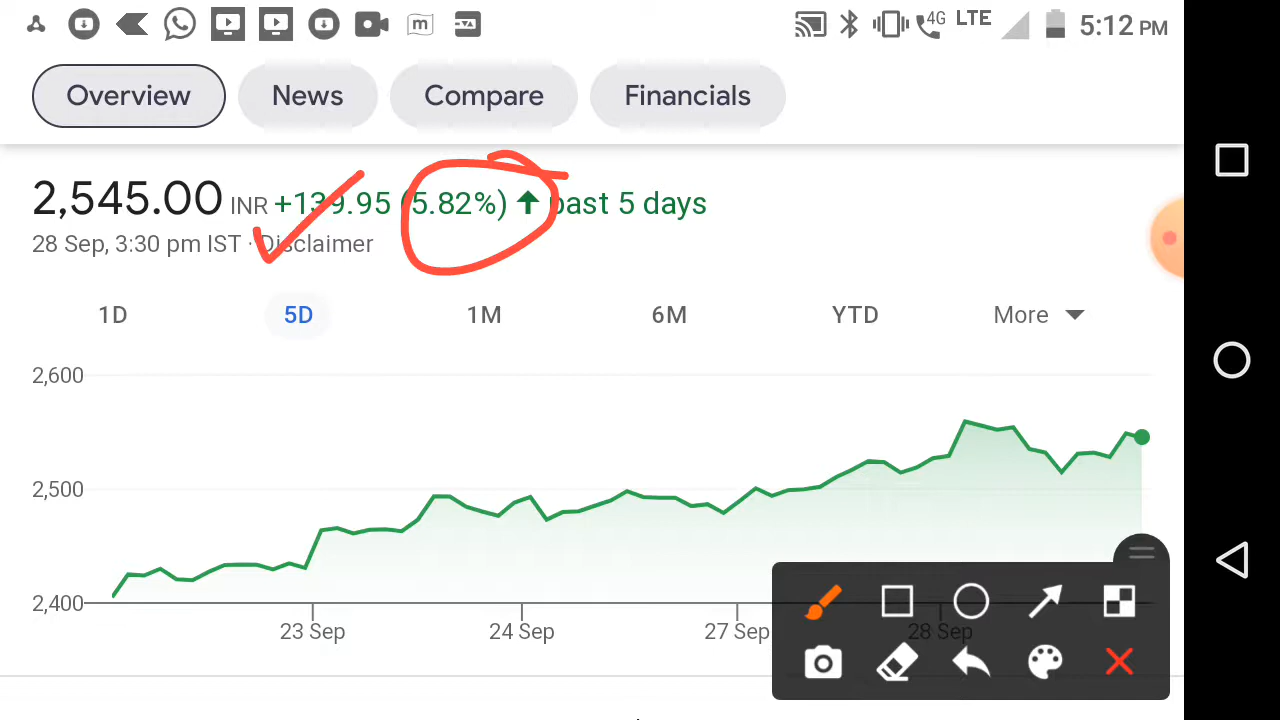 4G LTE 5:12 PM
Overview News Compare Financials
2,545.00 INR +139.95 (5.82%) ↑ past 5 days
28 Sep, 3:30 pm IST · Disclaimer
1D 5D 1M 6M YTD More
2,600
2,500
2,400
23 Sep 24 Sep 27 Sep 28 Sep